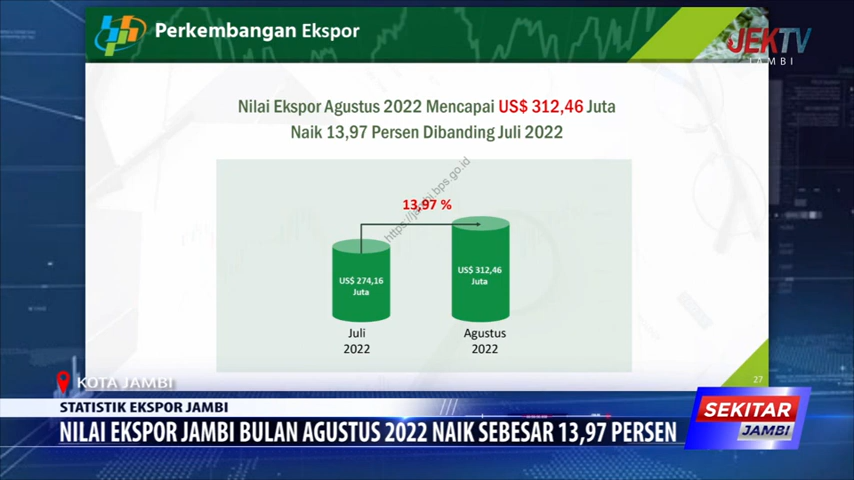 Perkembangan Ekspor
JEKTV
JAMBI
Nilai Ekspor Agustus 2022 Mencapai US$ 312,46 Juta
Naik 13,97 Persen Dibanding Juli 2022
https://jambi.bps.go.id
13,97 %
US$ 274,16
Juta
US$ 312,46
Juta
Juli
2022
Agustus
2022
27
KOTA JAMBI
STATISTIK EKSPOR JAMBI
NILAI EKSPOR JAMBI BULAN AGUSTUS 2022 NAIK SEBESAR 13,97 PERSEN
SEKITAR
JAMBI